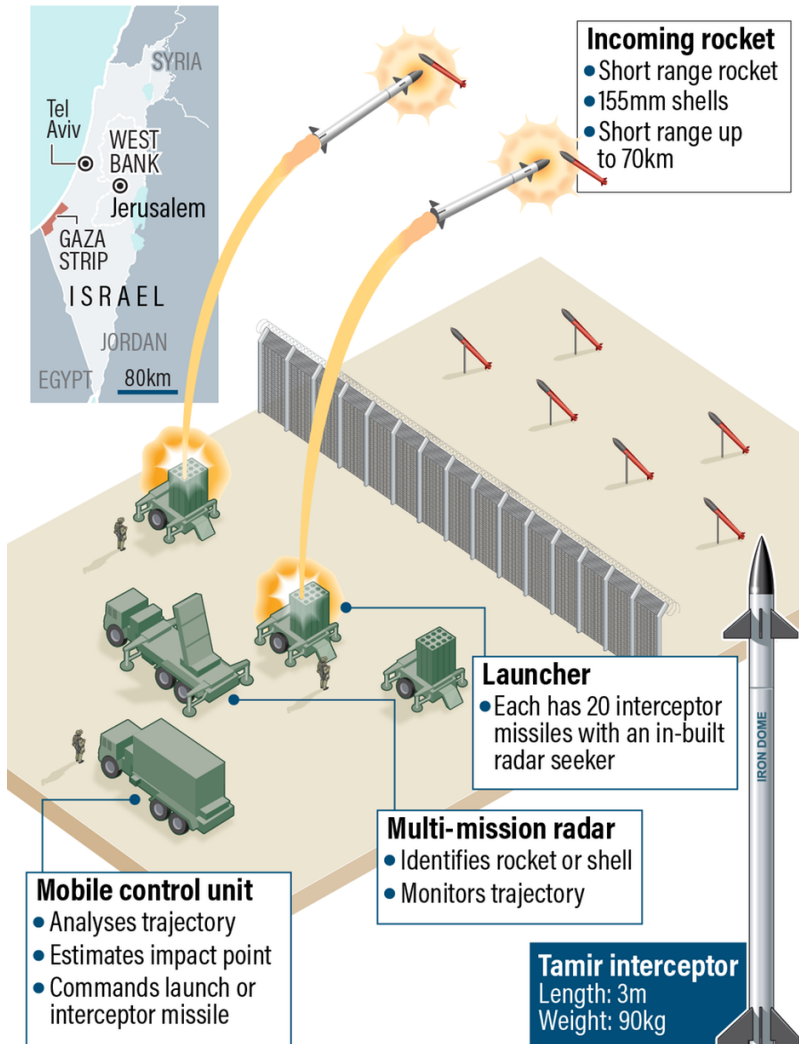 SYRIA
Tel
Aviv
WEST
BANK
Jerusalem
GAZA
STRIP
ISRAEL
JORDAN
EGYPT
80km
Incoming rocket
• Short range rocket
• 155mm shells
• Short range up
to 70km
Launcher
• Each has 20 interceptor
missiles with an in-built
radar seeker
Multi-mission radar
• Identifies rocket or shell
• Monitors trajectory
Mobile control unit
• Analyses trajectory
• Estimates impact point
• Commands launch or
interceptor missile
IRON DOME
Tamir interceptor
Length: 3m
Weight: 90kg